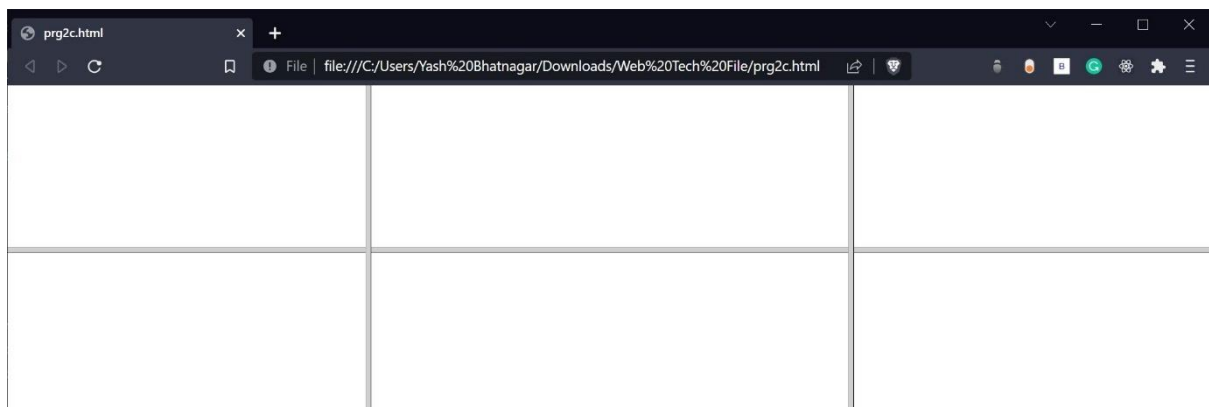 prg2c.html
File | file:///C:/Users/Yash%20Bhatnagar/Downloads/Web%20Tech%20File/prg2c.html
B
G